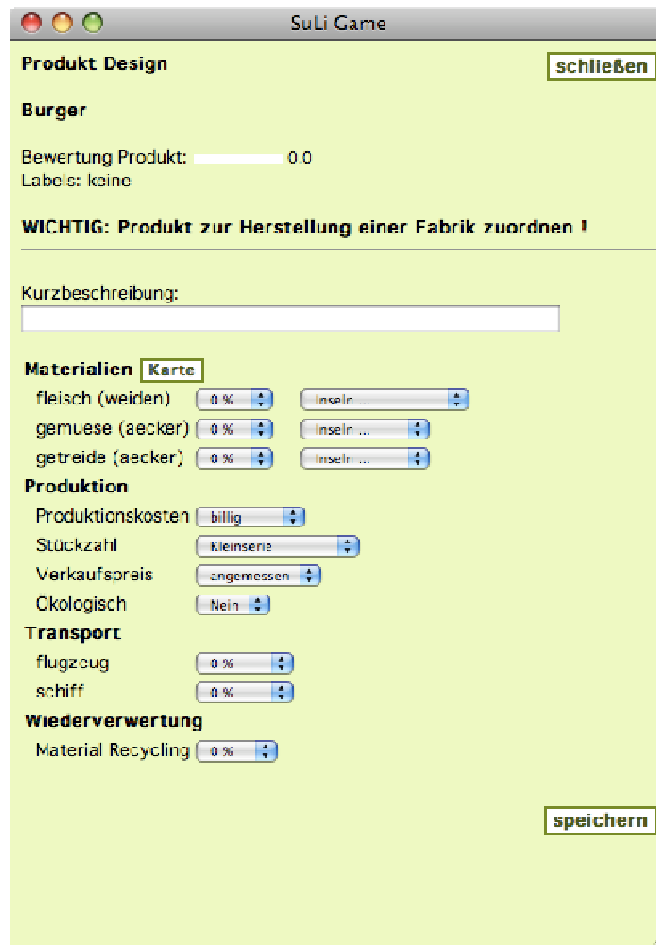 SuLi Game
Produkt Design schließen
Burger
Bewertung Produkt: 0.0
Labels: keine
WICHTIG: Produkt zur Herstellung einer Fabrik zuordnen !
Kurzbeschreibung:
Materialien Karte
fleisch (weiden) 0 % Inseln ...
gemuese (aecker) 0 % Inseln ...
getreide (aecker) 0 % Inseln ...
Produktion
Produktionskosten billig
Stückzahl Kleinserie
Verkaufspreis angemessen
Ökologisch Nein
Transport
flugzeug 0 %
schiff 0 %
Wiederverwertung
Material Recycling 0 %
speichern